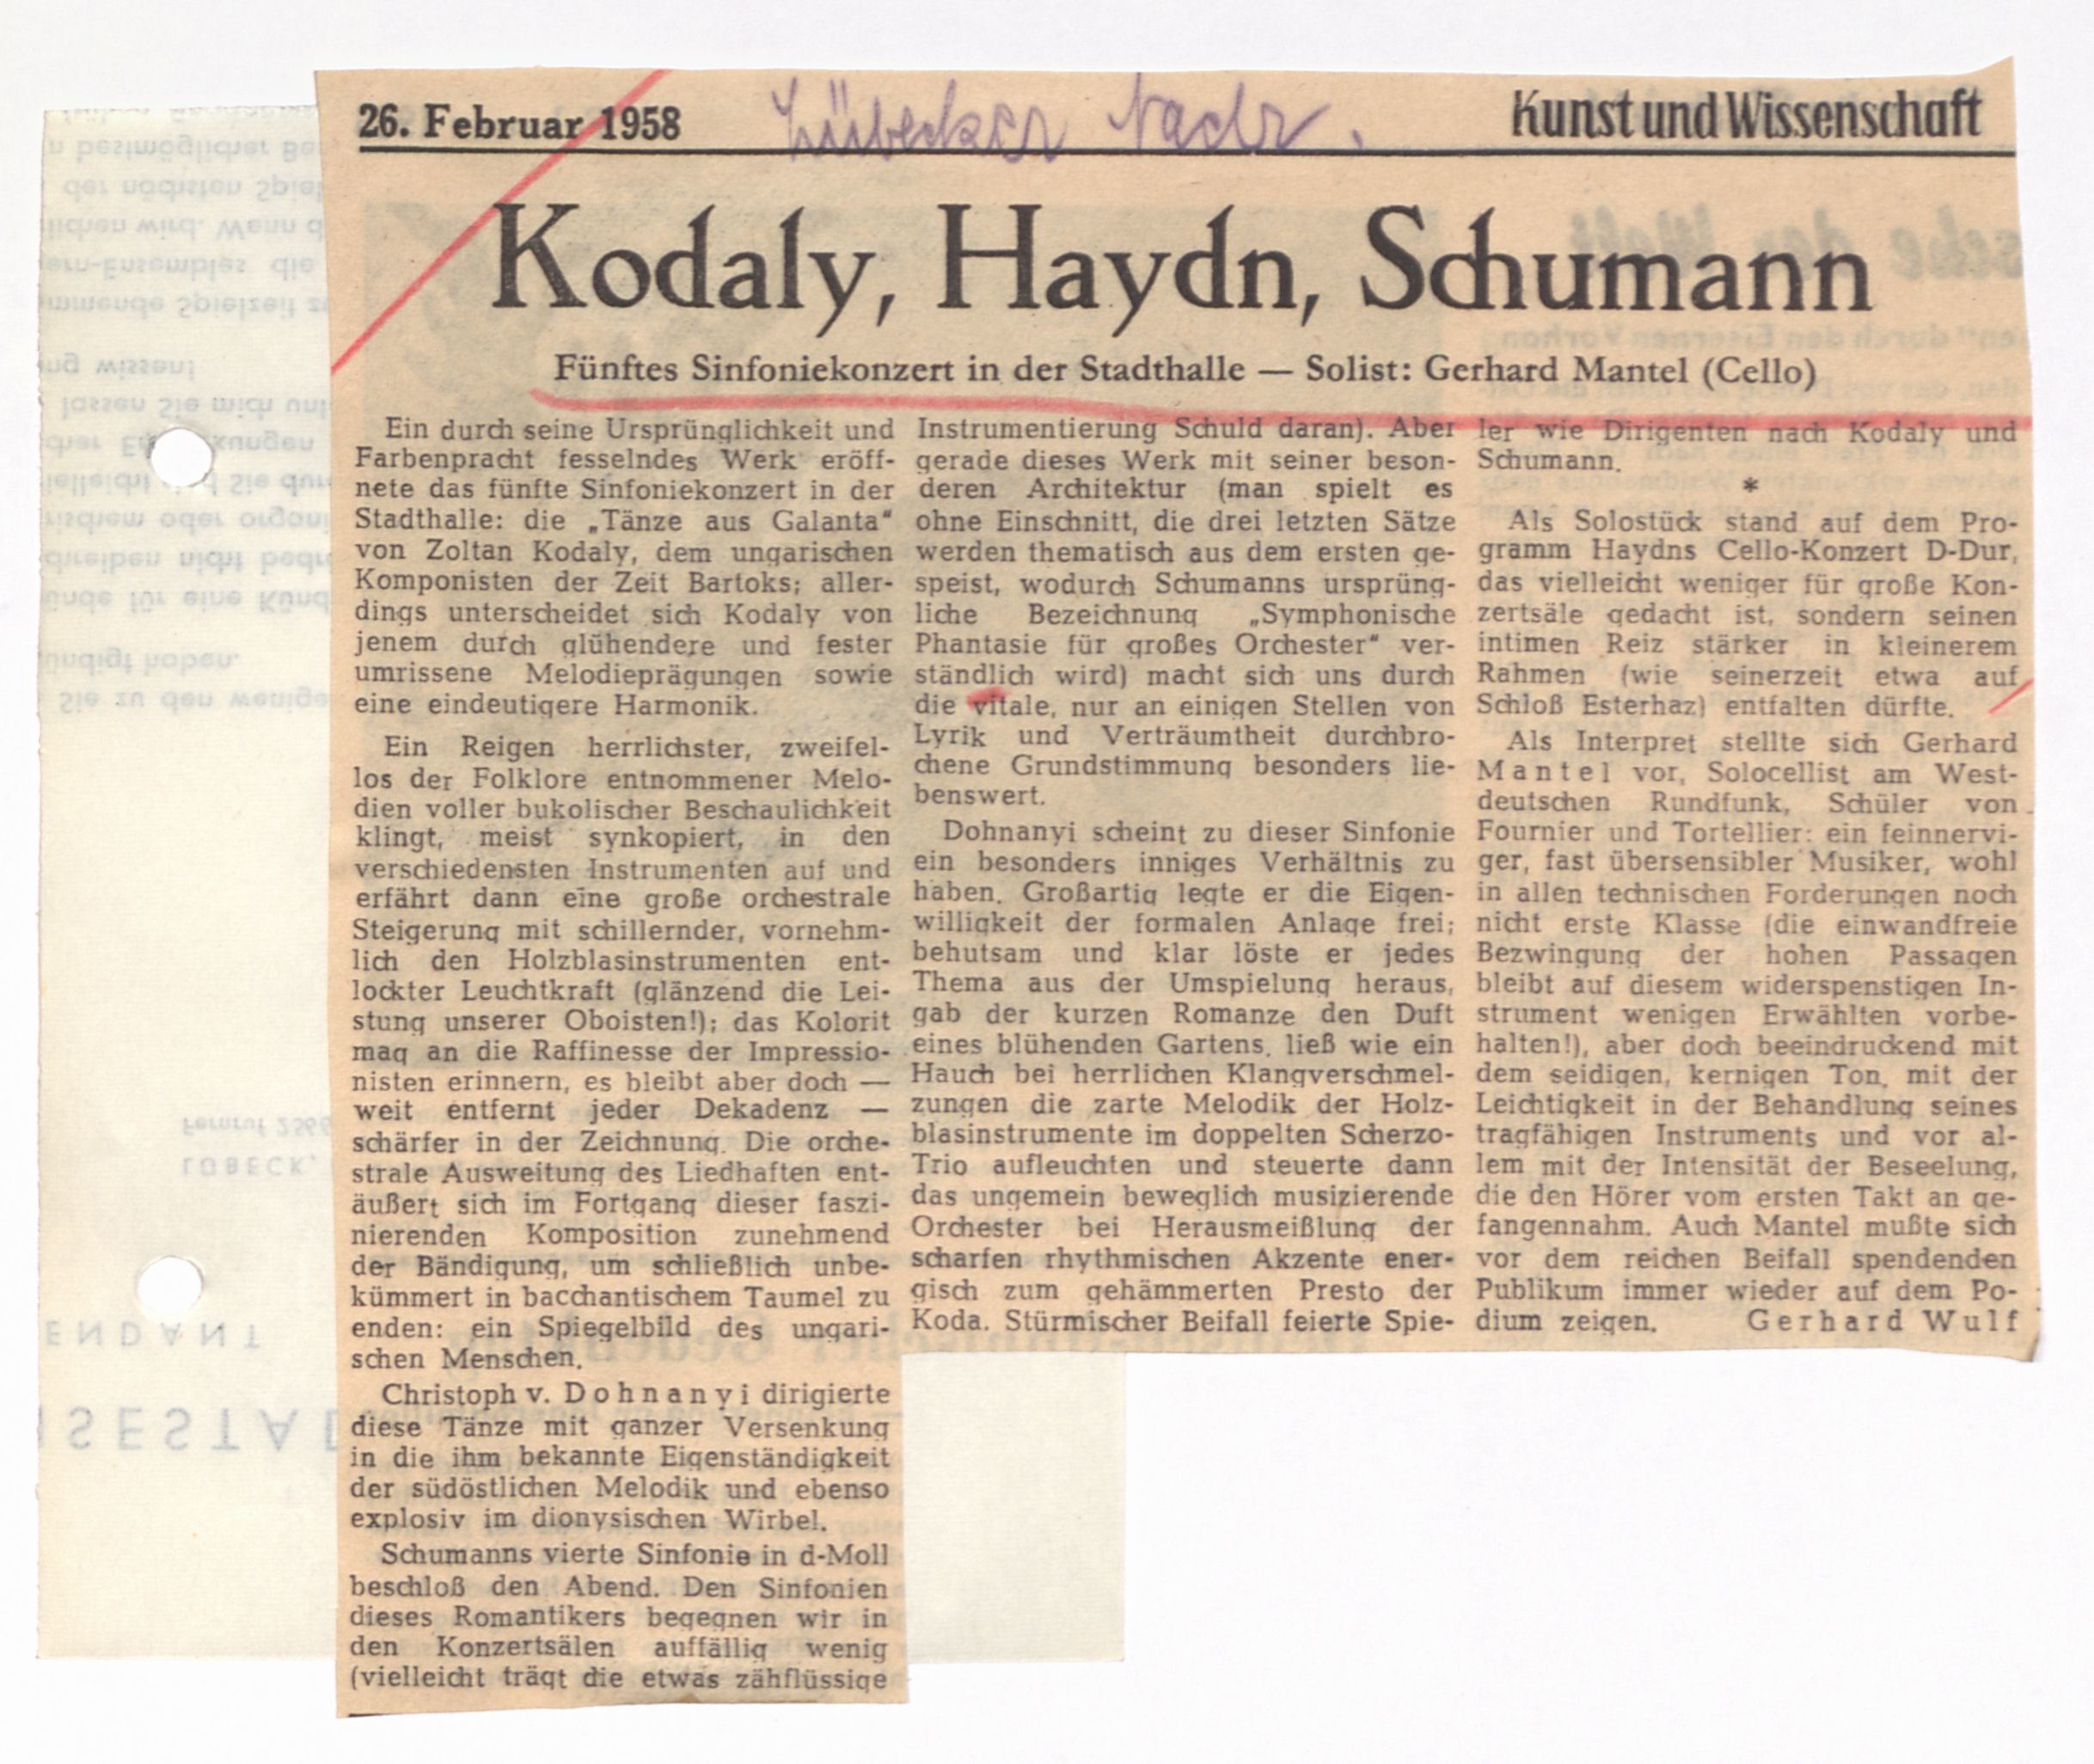 26. Februar 1958
Lübecker Nachr.
Kunst und Wissenschaft
Kodaly, Haydn, Schumann
Fünftes Sinfoniekonzert in der Stadthalle — Solist: Gerhard Mantel (Cello)
Ein durch seine Ursprünglichkeit und
Farbenpracht fesselndes Werk eröff-
nete das fünfte Sinfoniekonzert in der
Stadthalle: die „Tänze aus Galanta"
von Zoltan Kodaly, dem ungarischen
Komponisten der Zeit Bartoks; aller-
dings unterscheidet sich Kodaly von
jenem durch glühendere und fester
umrissene Melodieprägungen sowie
eine eindeutigere Harmonik.
Ein Reigen herrlichster, zweifel-
los der Folklore entnommener Melo-
dien voller bukolischer Beschaulichkeit
klingt, meist synkopiert, in den
verschiedensten Instrumenten auf und
erfährt dann eine große orchestrale
Steigerung mit schillernder, vornehm-
lich den Holzblasinstrumenten ent-
lockter Leuchtkraft (glänzend die Lei-
stung unserer Oboisten!); das Kolorit
mag an die Raffinesse der Impressio-
nisten erinnern, es bleibt aber doch —
weit entfernt jeder Dekadenz —
schärfer in der Zeichnung. Die orche-
strale Ausweitung des Liedhaften ent-
äußert sich im Fortgang dieser faszi-
nierenden Komposition zunehmend
der Bändigung, um schließlich unbe-
kümmert in bacchantischem Taumel zu
enden: ein Spiegelbild des ungari-
schen Menschen.
Christoph v. Dohnanyi dirigierte
diese Tänze mit ganzer Versenkung
in die ihm bekannte Eigenständigkeit
der südöstlichen Melodik und ebenso
explosiv im dionysischen Wirbel.
Schumanns vierte Sinfonie in d-Moll
beschloß den Abend. Den Sinfonien
dieses Romantikers begegnen wir in
den Konzertsälen auffällig wenig
(vielleicht trägt die etwas zähflüssige
Instrumentierung Schuld daran). Aber
gerade dieses Werk mit seiner beson-
deren Architektur (man spielt es
ohne Einschnitt, die drei letzten Sätze
werden thematisch aus dem ersten ge-
speist, wodurch Schumanns ursprüng-
liche Bezeichnung „Symphonische
Phantasie für großes Orchester" ver-
ständlich wird) macht sich uns durch
die vitale, nur an einigen Stellen von
Lyrik und Verträumtheit durchbro-
chene Grundstimmung besonders lie-
benswert.
Dohnanyi scheint zu dieser Sinfonie
ein besonders inniges Verhältnis zu
haben. Großartig legte er die Eigen-
willigkeit der formalen Anlage frei;
behutsam und klar löste er jedes
Thema aus der Umspielung heraus,
gab der kurzen Romanze den Duft
eines blühenden Gartens, ließ wie ein
Hauch bei herrlichen Klangverschmel-
zungen die zarte Melodik der Holz-
blasinstrumente im doppelten Scherzo-
Trio aufleuchten und steuerte dann
das ungemein beweglich musizierende
Orchester bei Herausmeißlung der
scharfen rhythmischen Akzente ener-
gisch zum gehämmerten Presto der
Koda. Stürmischer Beifall feierte Spie-
ler wie Dirigenten nach Kodaly und
Schumann.
*
Als Solostück stand auf dem Pro-
gramm Haydns Cello-Konzert D-Dur,
das vielleicht weniger für große Kon-
zertsäle gedacht ist, sondern seinen
intimen Reiz stärker in kleinerem
Rahmen (wie seinerzeit etwa auf
Schloß Esterhaz) entfalten dürfte.
Als Interpret stellte sich Gerhard
Mantel vor, Solocellist am West-
deutschen Rundfunk, Schüler von
Fournier und Tortellier: ein feinnervi-
ger, fast übersensibler Musiker, wohl
in allen technischen Forderungen noch
nicht erste Klasse (die einwandfreie
Bezwingung der hohen Passagen
bleibt auf diesem widerspenstigen In-
strument wenigen Erwählten vorbe-
halten!), aber doch beeindruckend mit
dem seidigen, kernigen Ton, mit der
Leichtigkeit in der Behandlung seines
tragfähigen Instruments und vor al-
lem mit der Intensität der Beseelung,
die den Hörer vom ersten Takt an ge-
fangennahm. Auch Mantel mußte sich
vor dem reichen Beifall spendenden
Publikum immer wieder auf dem Po-
dium zeigen. Gerhard Wulf